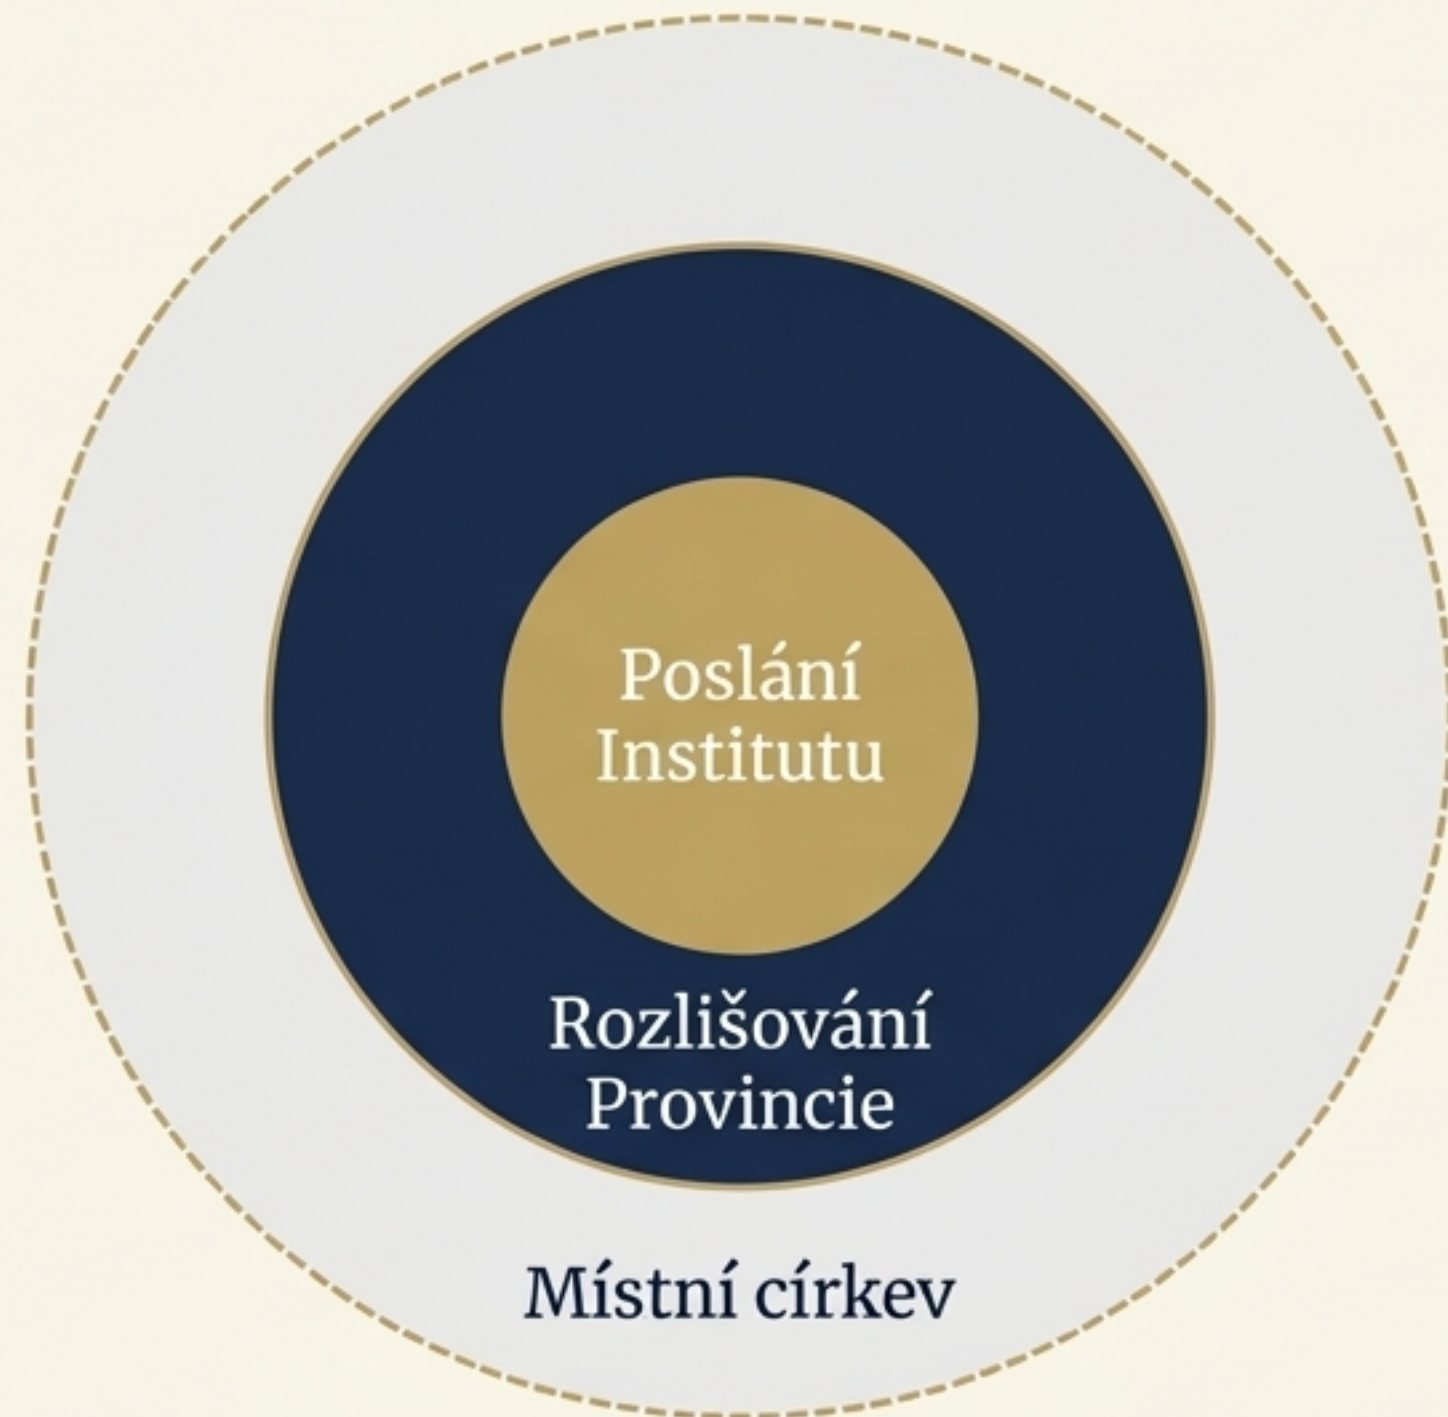 Poslání
Institutu
Rozlišování
Provincie
Místní církev